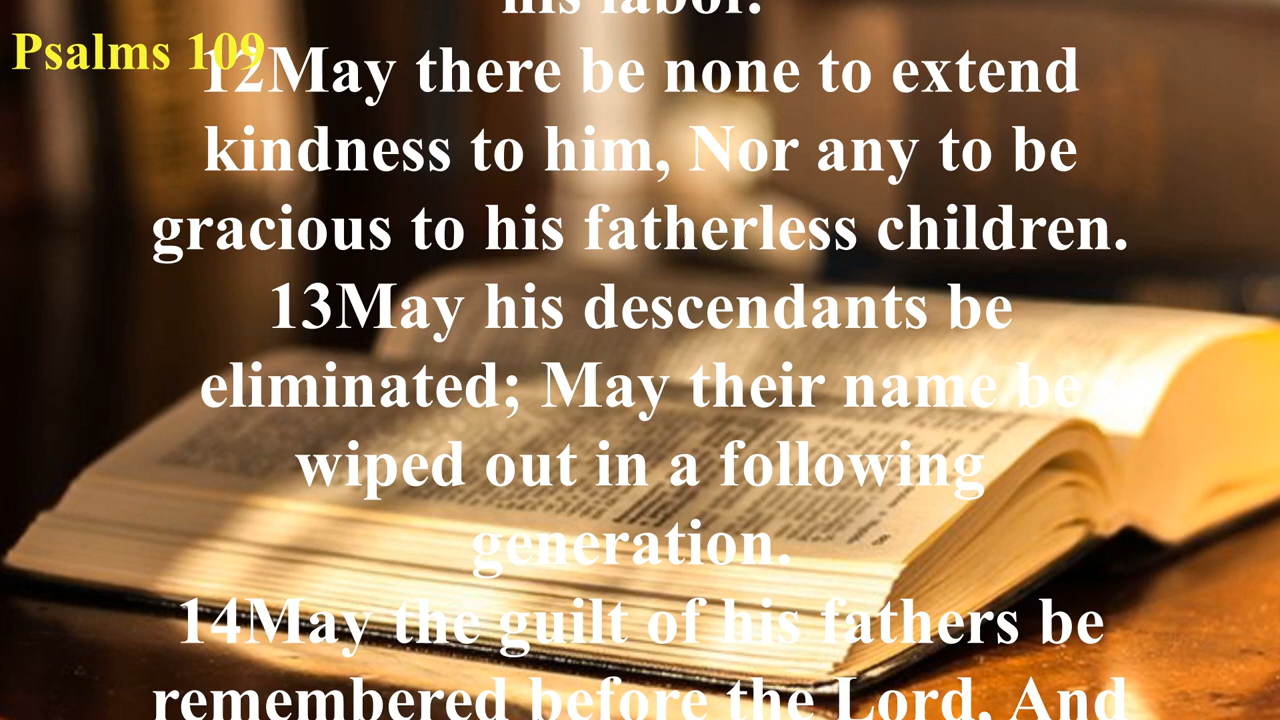 his labor.
Psalms 109
12May there be none to extend
kindness to him, Nor any to be
gracious to his fatherless children.
13May his descendants be
eliminated; May their name be
wiped out in a following
generation.
14May the guilt of his fathers be
remembered before the Lord, And